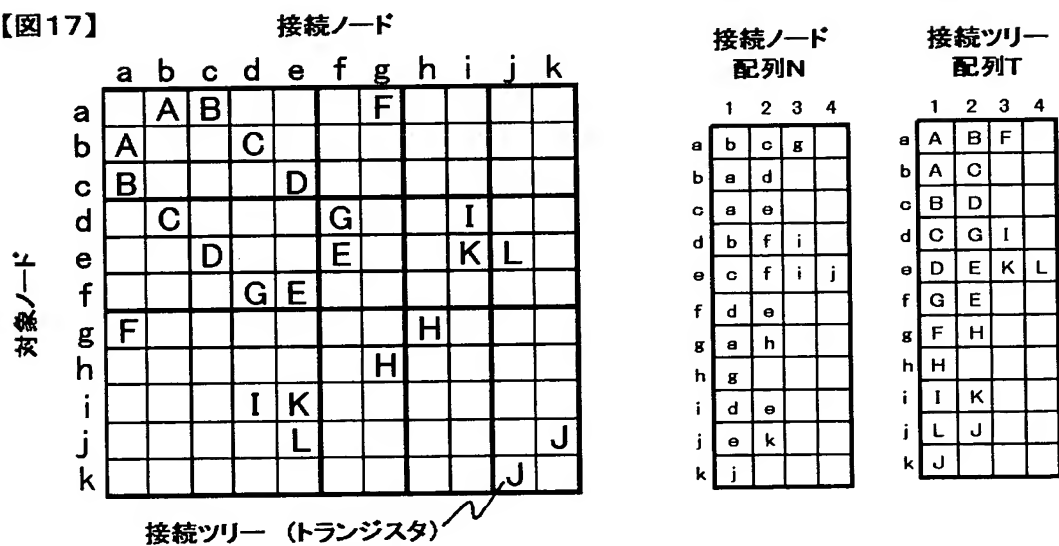 【図17】
接続ノード
a b c d e f g h i j k
a A B F
b A C
c B D
d C G I
e D E K L
f G E
g F H
h H
i I K
j L J
k J
対象ノード
接続ツリー (トランジスタ)
接続ノード
配列N
1 2 3 4
a b c g
b a d
c a e
d b f i
e c f i j
f d e
g a h
h g
i d e
j e k
k j
接続ツリー
配列T
1 2 3 4
a A B F
b A C
c B D
d C G I
e D E K L
f G E
g F H
h H
i I K
j L J
k J